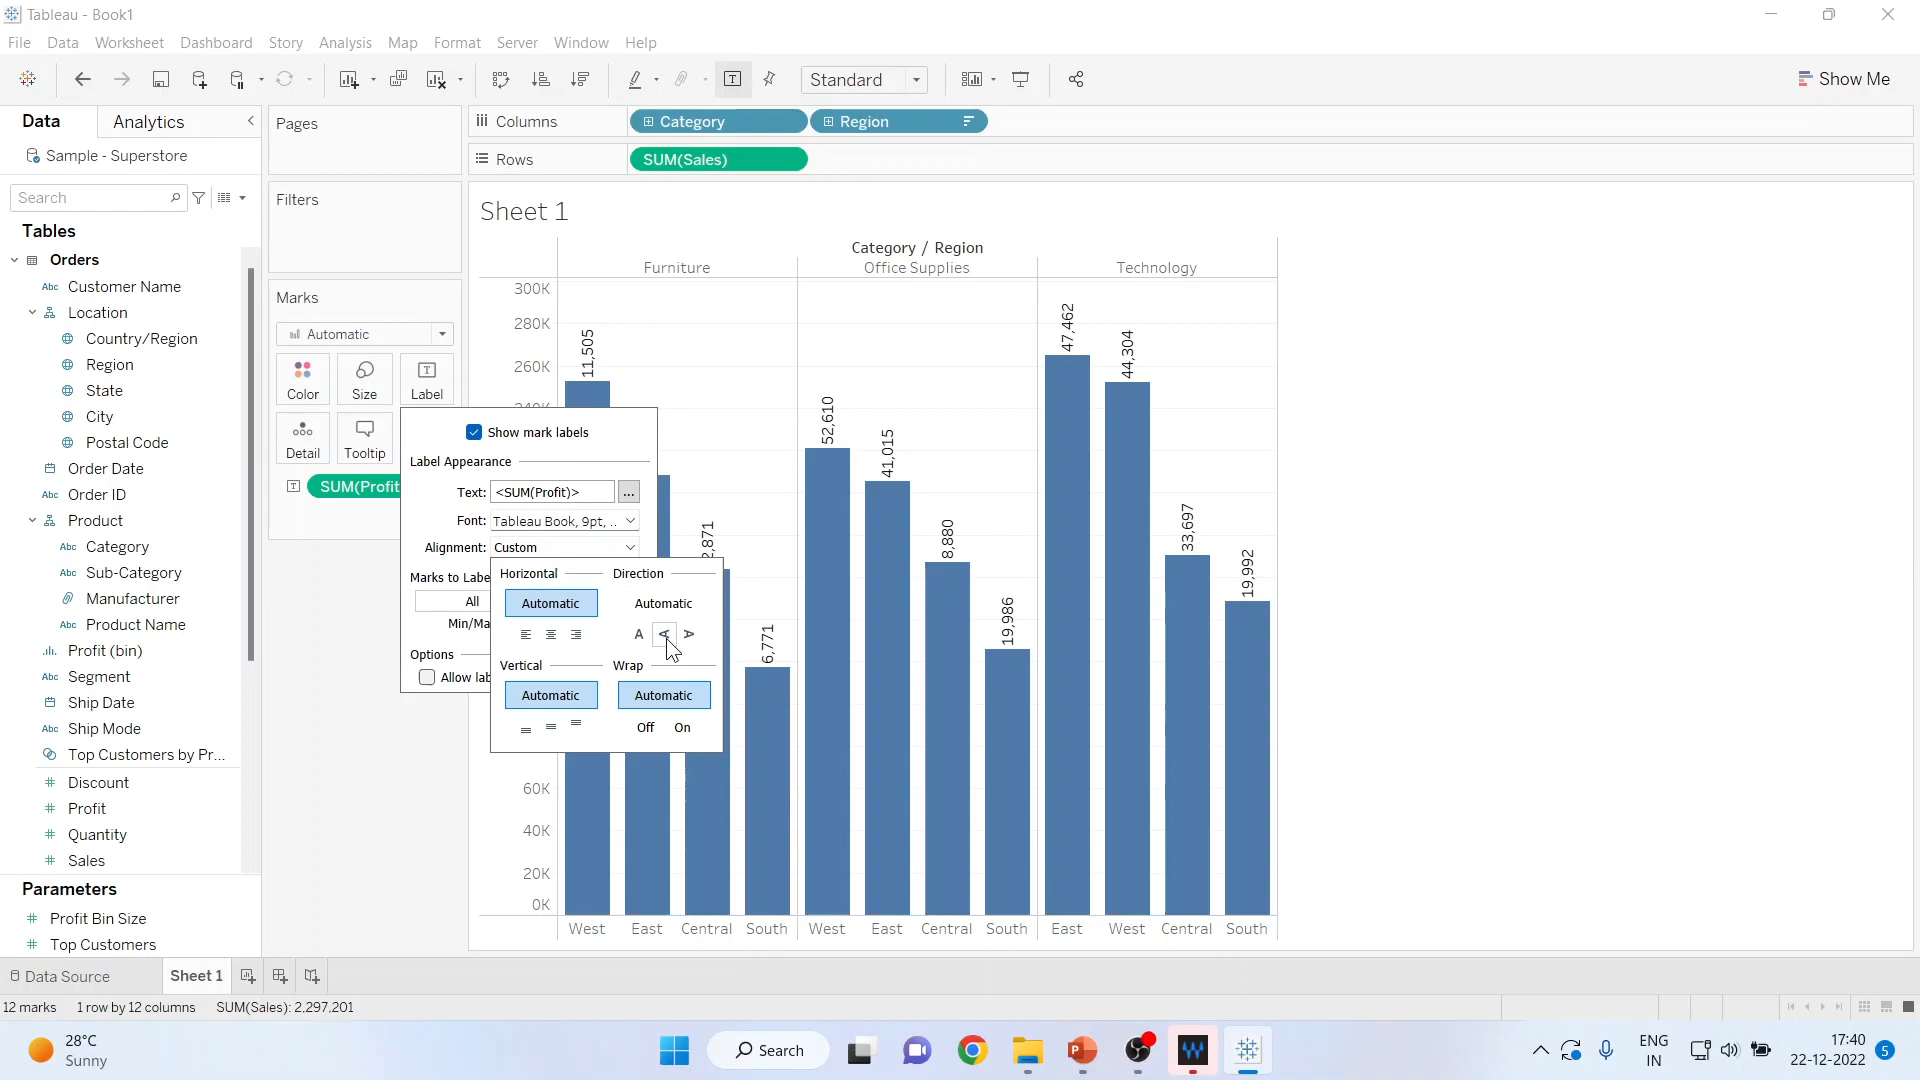 Tableau - Book1
File Data Worksheet Dashboard Story Analysis Map Format Server Window Help
Standard
Show Me
Data
Analytics
Sample - Superstore
Search
Tables
Orders
Abc Customer Name
Location
Country/Region
Region
State
City
Postal Code
Order Date
Abc Order ID
Product
Abc Category
Abc Sub-Category
Manufacturer
Abc Product Name
Profit (bin)
Abc Segment
Ship Date
Abc Ship Mode
Top Customers by Pr...
# Discount
# Profit
# Quantity
# Sales
Parameters
# Profit Bin Size
# Top Customers
Pages
Filters
Marks
Automatic
Color
Size
Label
Detail
Tooltip
SUM(Profit
Columns
Category
Region
Rows
SUM(Sales)
Sheet 1
Category / Region
Furniture
Office Supplies
Technology
300K
280K
260K
60K
40K
20K
0K
11,505
6,771
52,610
41,015
8,880
19,986
47,462
44,304
33,697
19,992
West East Central South West East Central South East West Central South
Show mark labels
Label Appearance
Text: <SUM(Profit)> ...
Font: Tableau Book, 9pt, ..
Alignment: Custom
Marks to Labe
All
Min/Ma
Options
Allow lab
Horizontal
Direction
Automatic
Automatic
A A A
Vertical
Wrap
Automatic
Automatic
Off On
Data Source
Sheet 1
12 marks 1 row by 12 columns SUM(Sales): 2,297,201
28°C
Sunny
Search
ENG
IN
17:40
22-12-2022
5